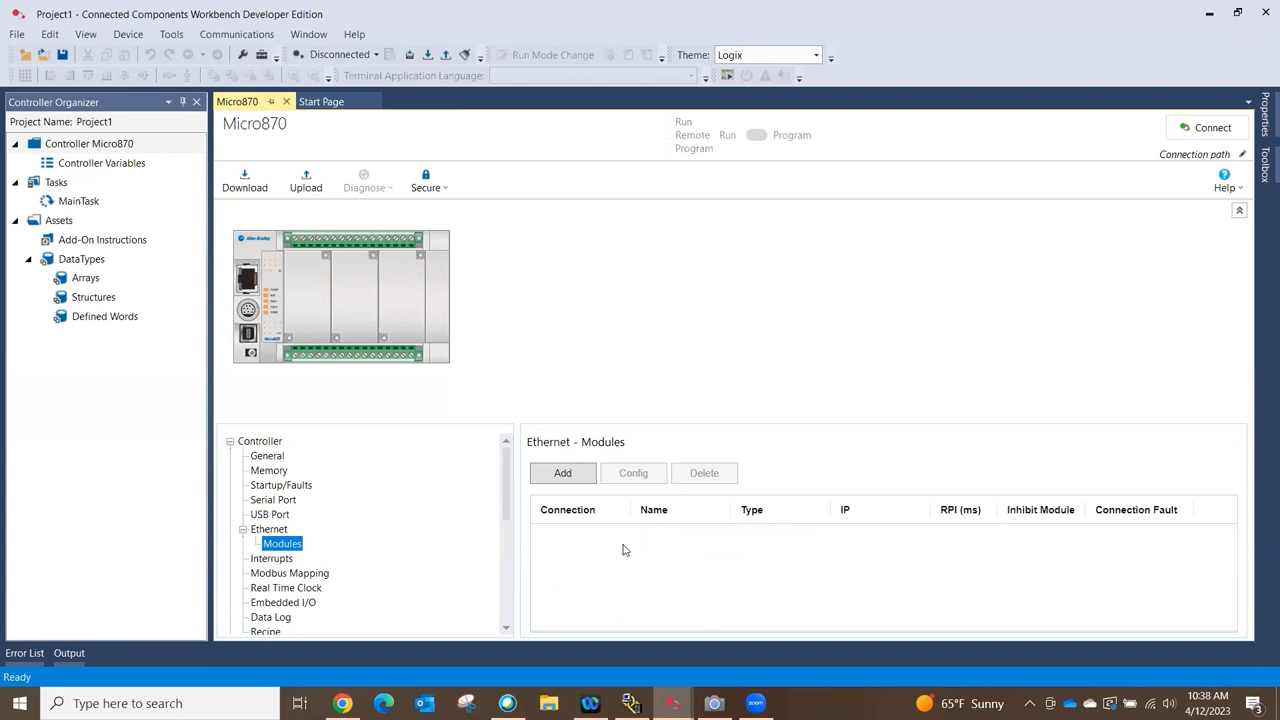 Project1 - Connected Components Workbench Developer Edition
File Edit View Device Tools Communications Window Help
Disconnected Run Mode Change Theme: Logix
Terminal Application Language:
Controller Organizer
Project Name: Project1
Controller Micro870
Controller Variables
Tasks
MainTask
Assets
Add-On Instructions
DataTypes
Arrays
Structures
Defined Words
Micro870 Start Page
Micro870
Run
Remote Run Program
Program
Connect
Connection path
Download Upload Diagnose Secure Help
Allen-Bradley
Controller
General
Memory
Startup/Faults
Serial Port
USB Port
Ethernet
Modules
Interrupts
Modbus Mapping
Real Time Clock
Embedded I/O
Data Log
Recipe
Ethernet - Modules
Add Config Delete
Connection Name Type IP RPI (ms) Inhibit Module Connection Fault
Properties
Toolbox
Error List Output
Ready
Type here to search
65°F Sunny
10:38 AM
4/12/2023
3